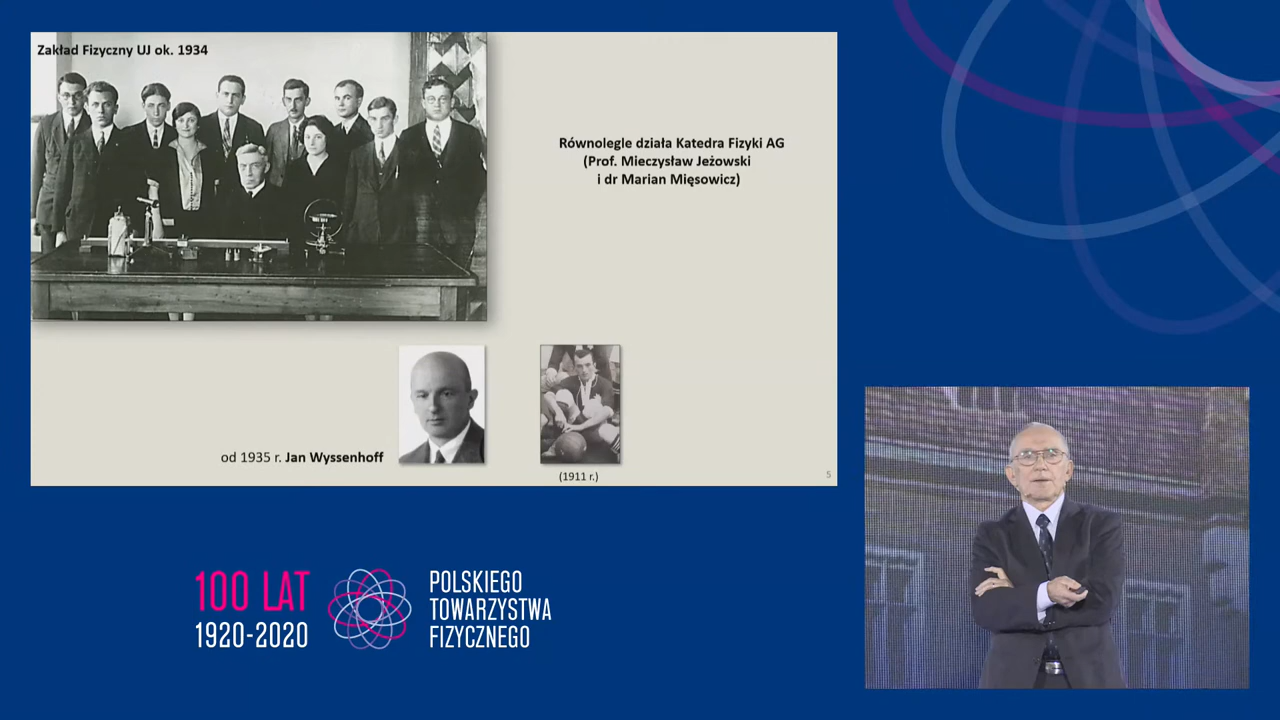 Zakład Fizyczny UJ ok. 1934
Równolegle działa Katedra Fizyki AG
(Prof. Mieczysław Jeżowski
i dr Marian Mięsowicz)
od 1935 r. Jan Wyssenhoff
(1911 r.)
5
100 LAT
1920-2020
POLSKIEGO
TOWARZYSTWA
FIZYCZNEGO